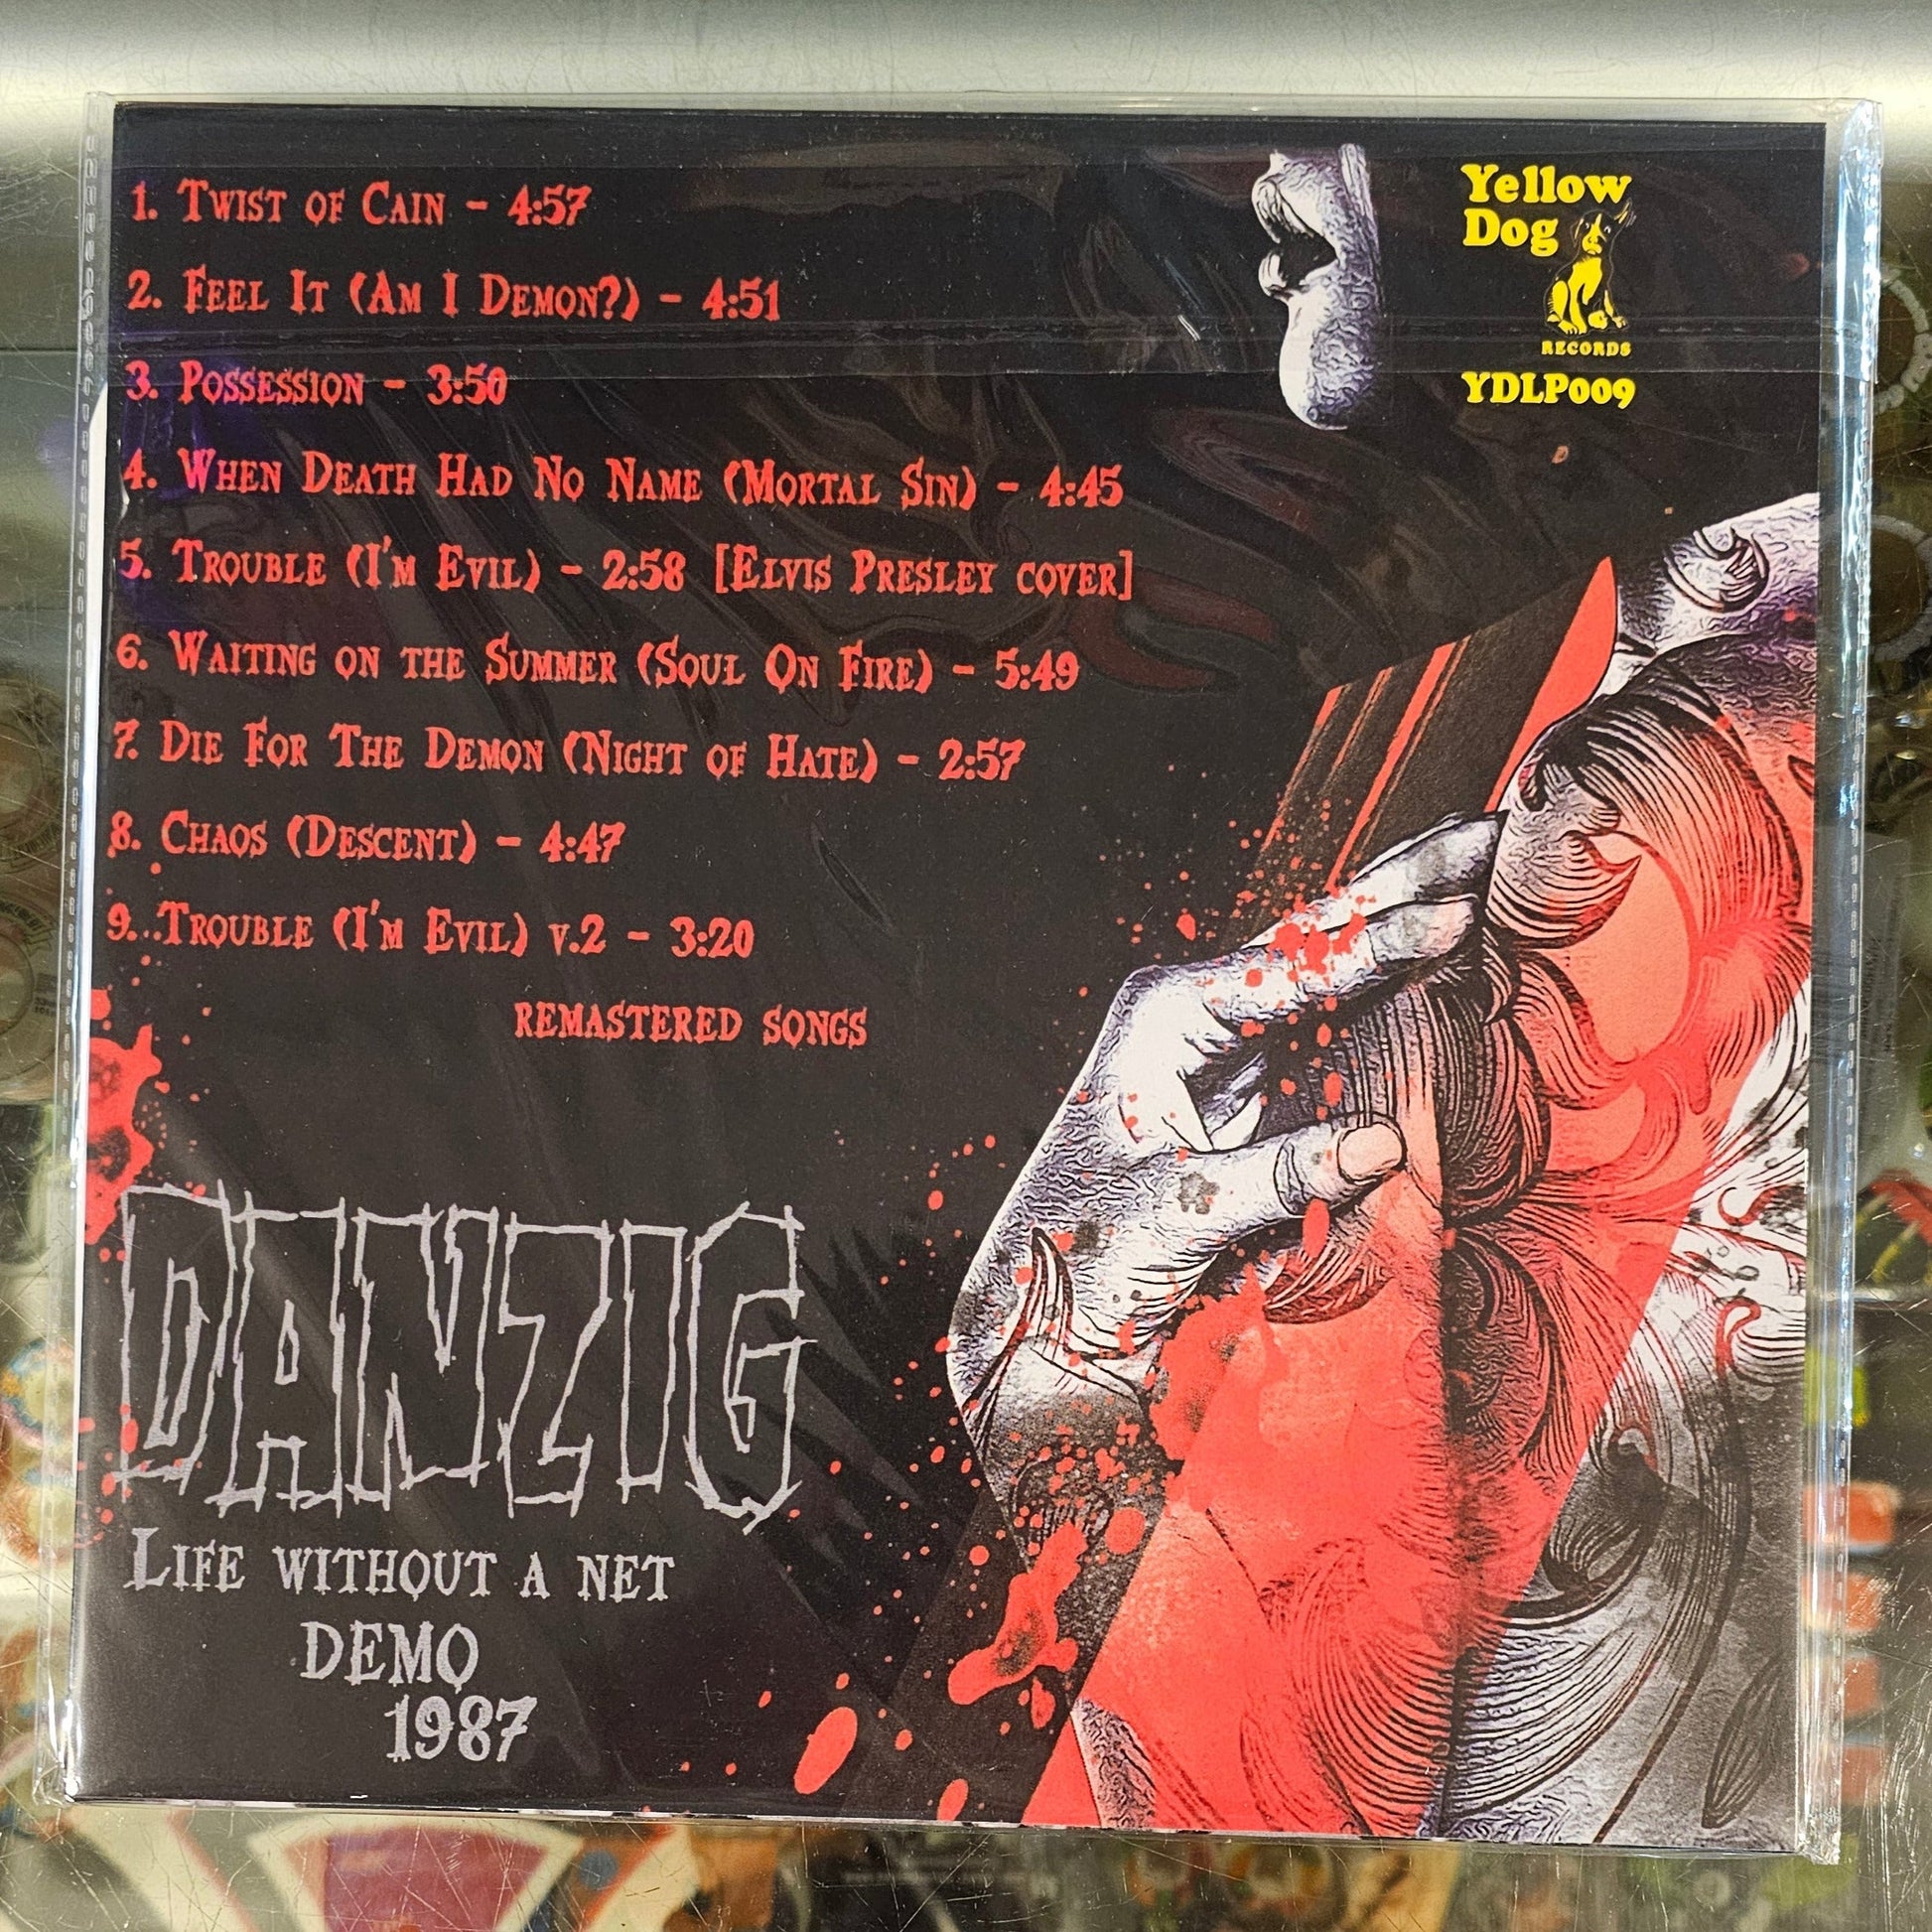 1. Twist of Cain - 4:57
2. Feel It (Am I Demon?) - 4:51
3. Possession - 3:50
4. When Death Had No Name (Mortal Sin) - 4:45
5. Trouble (I'm Evil) - 2:58 [Elvis Presley cover]
6. Waiting on the Summer (Soul On Fire) - 5:49
7. Die For The Demon (Night of Hate) - 2:57
8. Chaos (Descent) - 4:47
9. Trouble (I'm Evil) v.2 - 3:20
remastered songs
Yellow
Dog
RECORDS
YDLP009
DANZIG
Life without a net
DEMO
1987